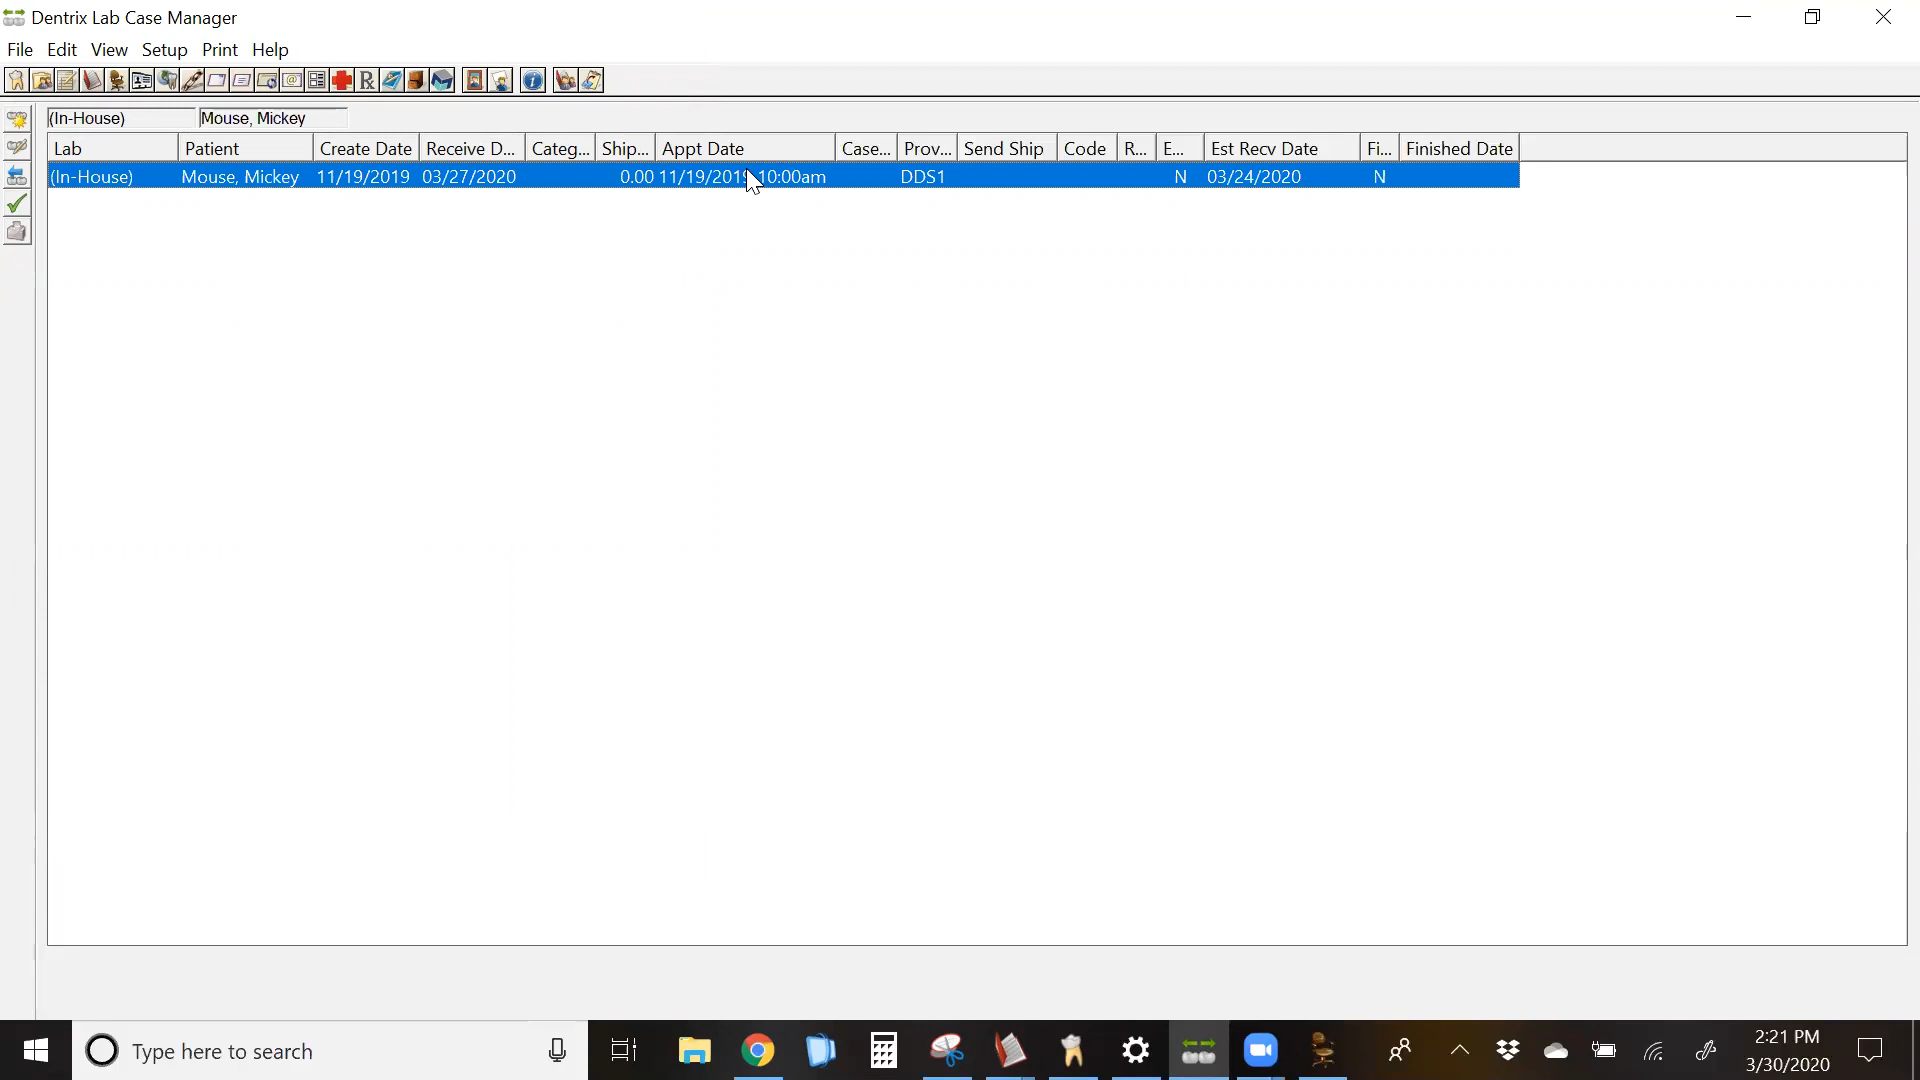 Dentrix Lab Case Manager
File Edit View Setup Print Help
(In-House) Mouse, Mickey
Lab Patient Create Date Receive D... Categ... Ship... Appt Date Case... Prov... Send Ship Code R... E... Est Recv Date Fi... Finished Date
(In-House) Mouse, Mickey 11/19/2019 03/27/2020 0.00 11/19/2019 10:00am DDS1 N 03/24/2020 N
Type here to search
2:21 PM
3/30/2020